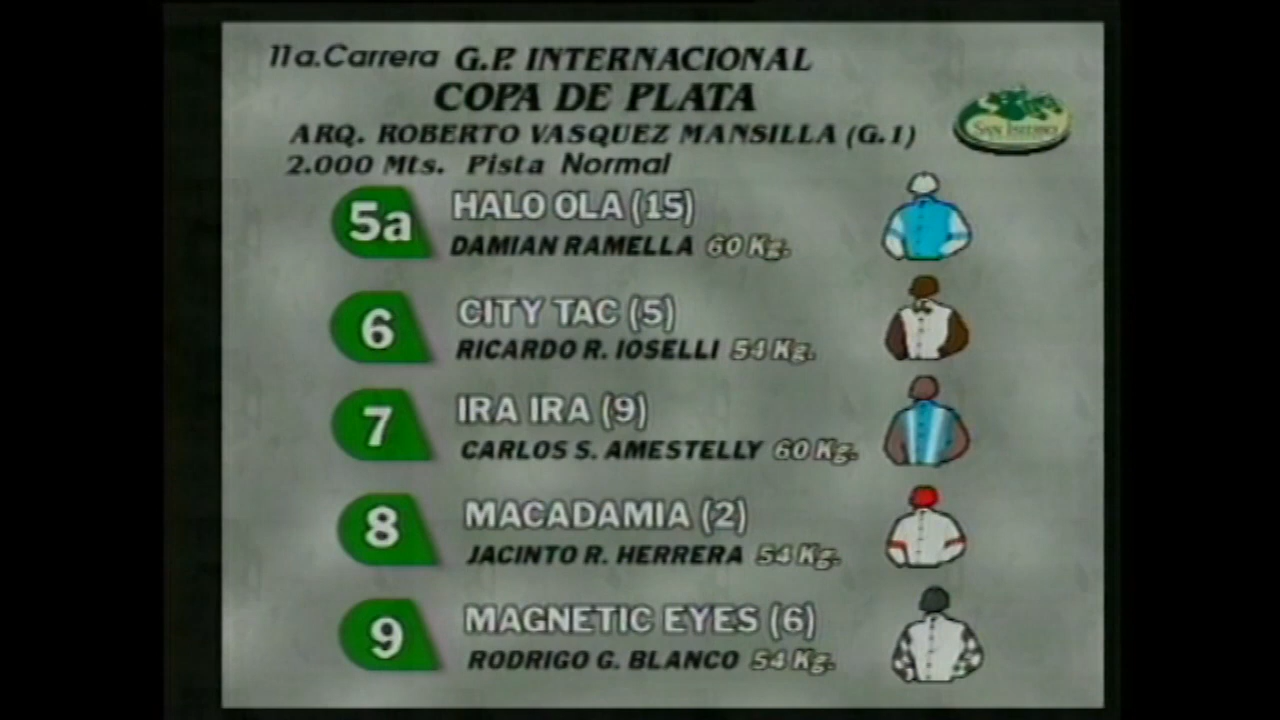 11a.Carrera G.P. INTERNACIONAL
COPA DE PLATA
ARQ. ROBERTO VASQUEZ MANSILLA (G.1)
2.000 Mts. Pista Normal
SAN ISIDRO
5a HALO OLA (15)
DAMIAN RAMELLA 60 Kg.
6 CITY TAC (5)
RICARDO R. IOSELLI 54 Kg.
7 IRA IRA (9)
CARLOS S. AMESTELLY 60 Kg.
8 MACADAMIA (2)
JACINTO R. HERRERA 54 Kg.
9 MAGNETIC EYES (6)
RODRIGO G. BLANCO 54 Kg.